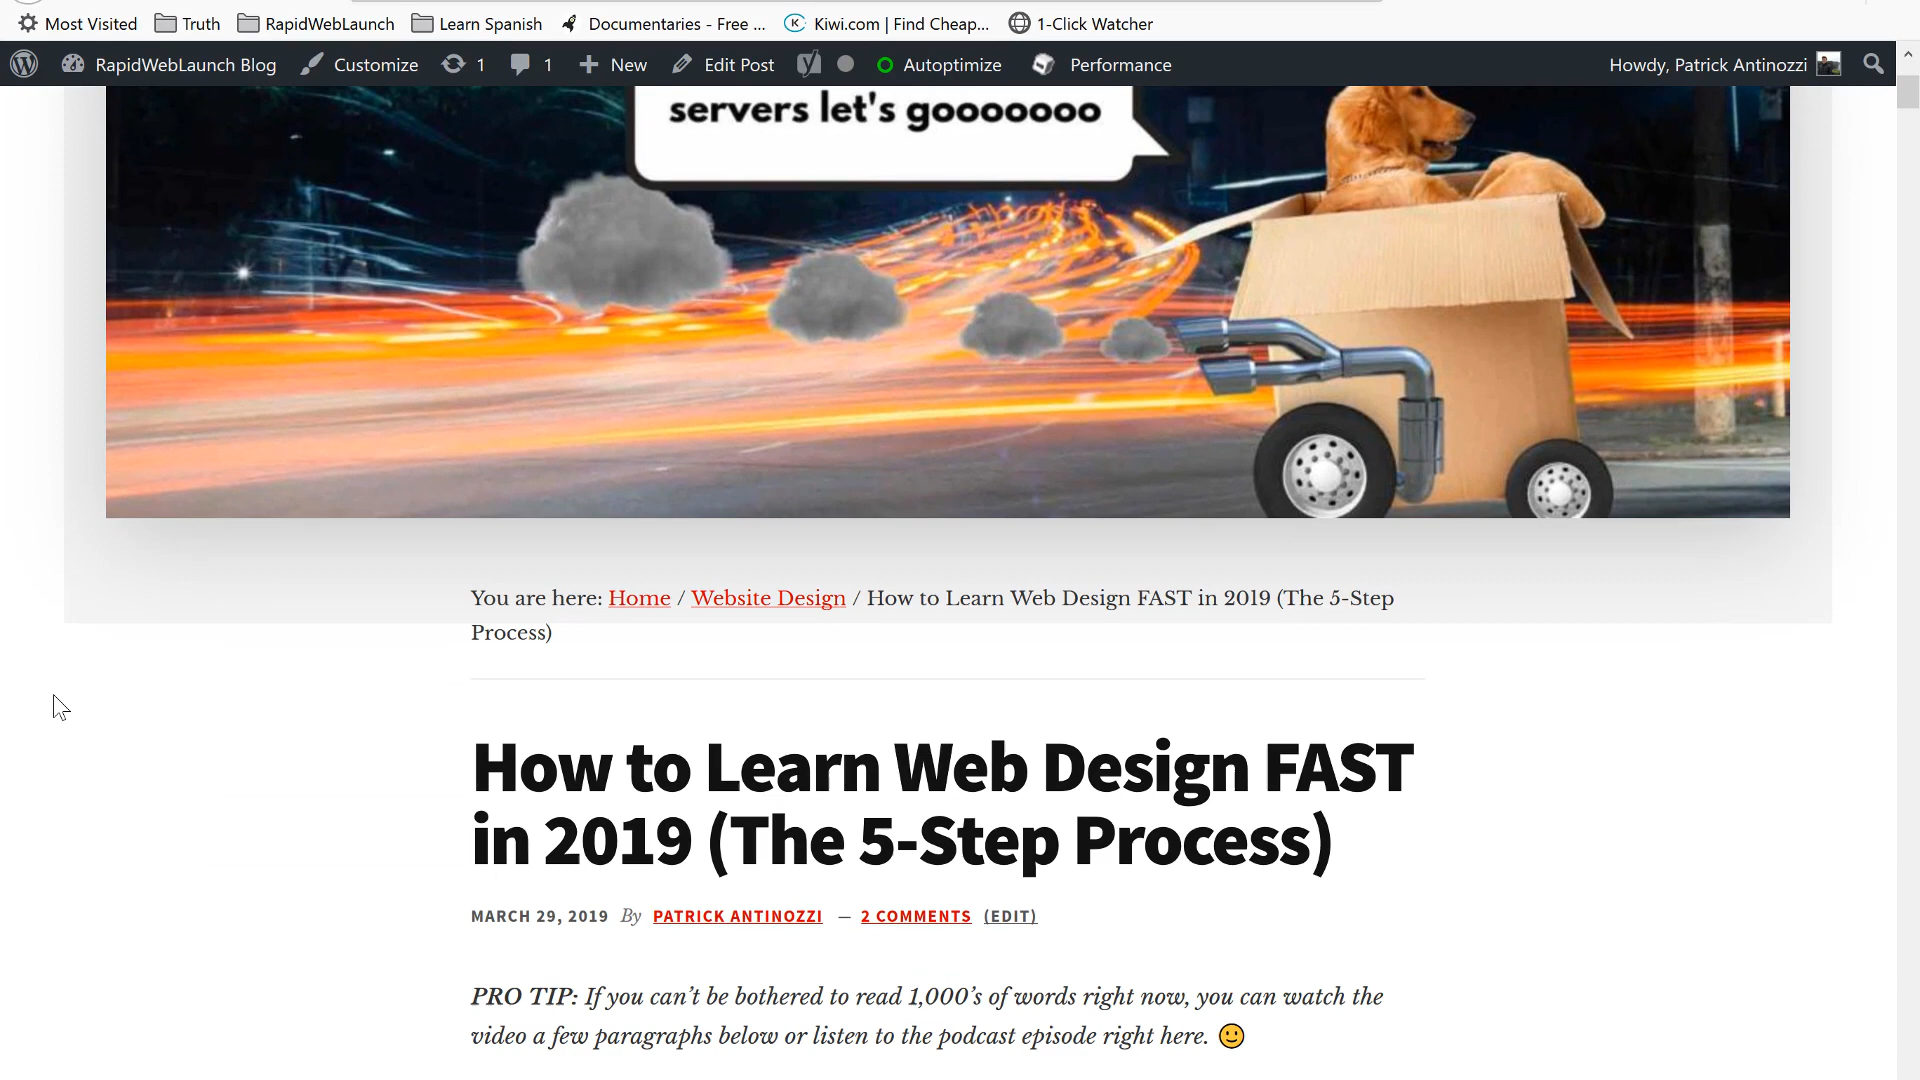 Most Visited Truth RapidWebLaunch Learn Spanish Documentaries - Free ... Kiwi.com | Find Cheap... 1-Click Watcher
RapidWebLaunch Blog Customize 1 1 New Edit Post Autoptimize Performance Howdy, Patrick Antinozzi
servers let's gooooooo
You are here: Home / Website Design / How to Learn Web Design FAST in 2019 (The 5-Step
Process)
How to Learn Web Design FAST
in 2019 (The 5-Step Process)
MARCH 29, 2019 By PATRICK ANTINOZZI — 2 COMMENTS (EDIT)
PRO TIP: If you can’t be bothered to read 1,000’s of words right now, you can watch the
video a few paragraphs below or listen to the podcast episode right here. 🙂